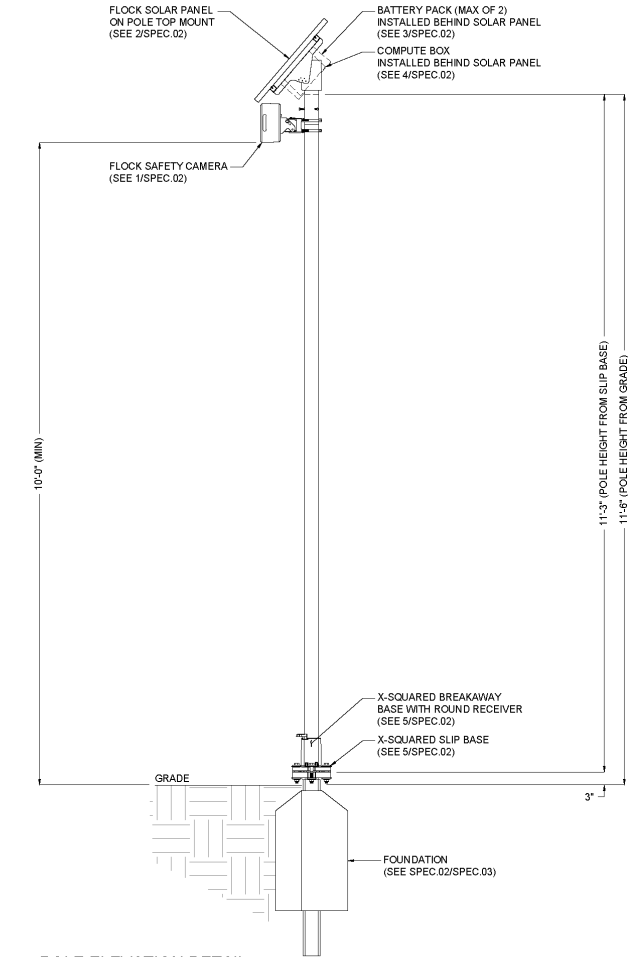 FLOCK SOLAR PANEL
ON POLE TOP MOUNT
(SEE 2/SPEC.02)
BATTERY PACK (MAX OF 2)
INSTALLED BEHIND SOLAR PANEL
(SEE 3/SPEC.02)
COMPUTE BOX
INSTALLED BEHIND SOLAR PANEL
(SEE 4/SPEC.02)
FLOCK SAFETY CAMERA
(SEE 1/SPEC.02)
10'-0" (MIN)
11'-3" (POLE HEIGHT FROM SLIP BASE)
11'-6" (POLE HEIGHT FROM GRADE)
X-SQUARED BREAKAWAY
BASE WITH ROUND RECEIVER
(SEE 5/SPEC.02)
X-SQUARED SLIP BASE
(SEE 5/SPEC.02)
GRADE
3"
FOUNDATION
(SEE SPEC.02/SPEC.03)
POLE ELEVATION DETAIL